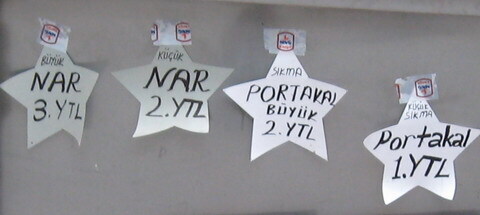 BÜYÜK
NAR
3.YTL
KÜÇÜK
NAR
2.YTL
SIKMA
PORTAKAL
BÜYÜK
2.YTL
KÜÇÜK
SIKMA
Portakal
1.YTL